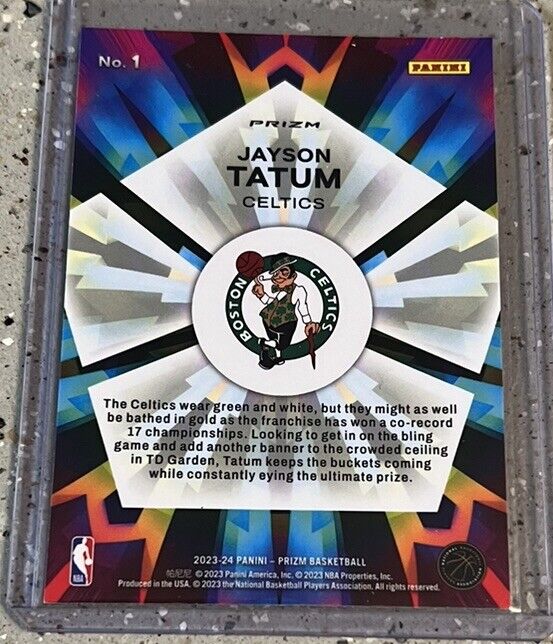 No. 1
PANINI
PRIZM
JAYSON
TATUM
CELTICS
BOSTON CELTICS
The Celtics wear green and white, but they might as well
be bathed in gold as the franchise has won a co-record
17 championships. Looking to get in on the bling
game and add another banner to the crowded ceiling
in TD Garden, Tatum keeps the buckets coming
while constantly eying the ultimate prize.
NBA
2023-24 PANINI – PRIZM BASKETBALL
帕尼尼 © 2023 Panini America, Inc. © 2023 NBA Properties, Inc.
Produced in the USA. © 2023 the National Basketball Players Association. All rights reserved.